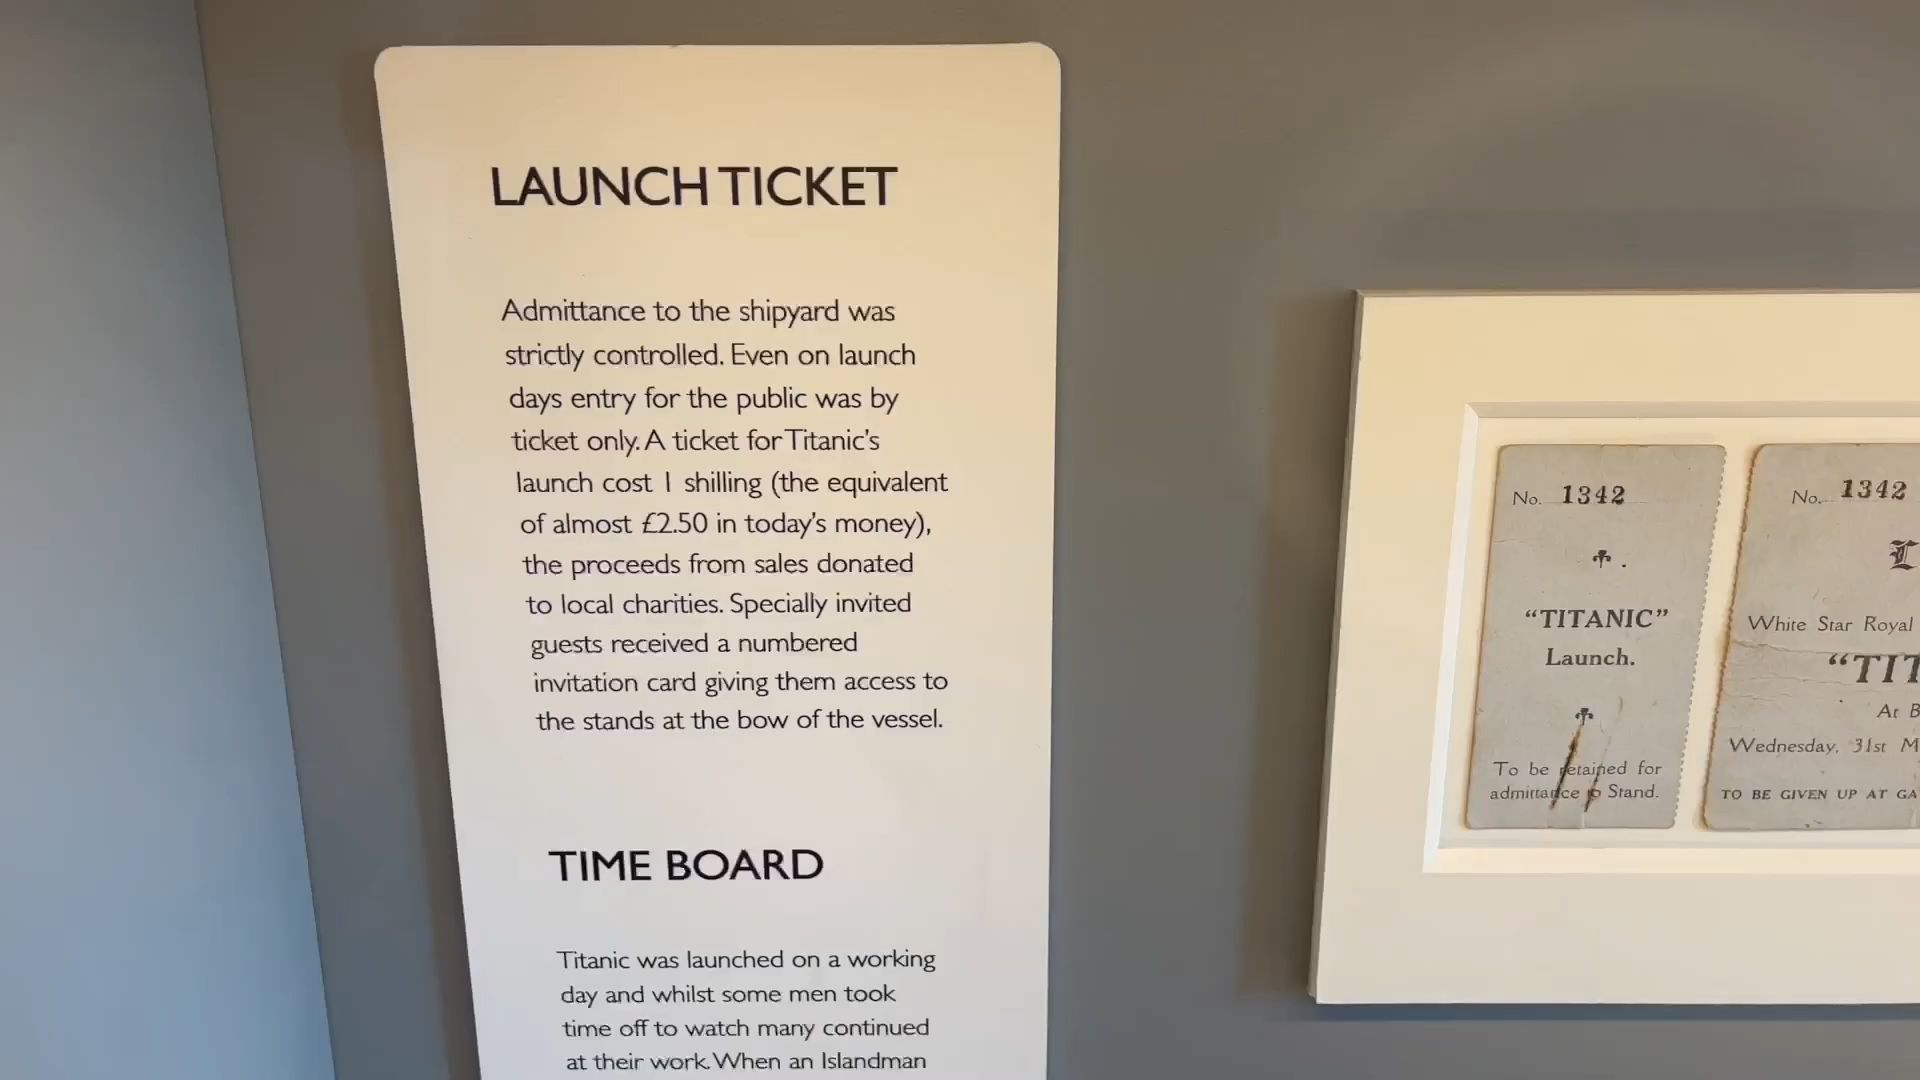 LAUNCH TICKET
Admittance to the shipyard was
strictly controlled. Even on launch
days entry for the public was by
ticket only. A ticket for Titanic's
launch cost 1 shilling (the equivalent
of almost £2.50 in today's money),
the proceeds from sales donated
to local charities. Specially invited
guests received a numbered
invitation card giving them access to
the stands at the bow of the vessel.
TIME BOARD
Titanic was launched on a working
day and whilst some men took
time off to watch many continued
at their work. When an Islandman
No. 1342
"TITANIC"
Launch.
To be retained for
admittance to Stand.
No. 1342
White Star Royal
"TIT
At B
Wednesday, 31st M
TO BE GIVEN UP AT GA